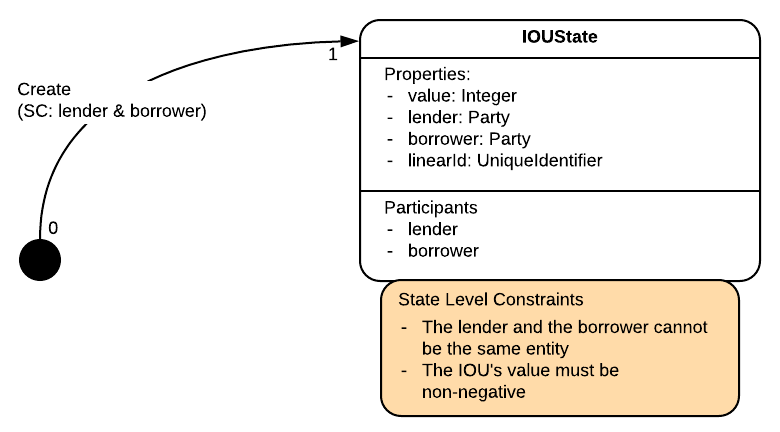 IOUState
1
Properties:
- value: Integer
- lender: Party
- borrower: Party
- linearId: UniqueIdentifier
Create
(SC: lender & borrower)
Participants
- lender
- borrower
0
State Level Constraints
- The lender and the borrower cannot
be the same entity
- The IOU's value must be
non-negative